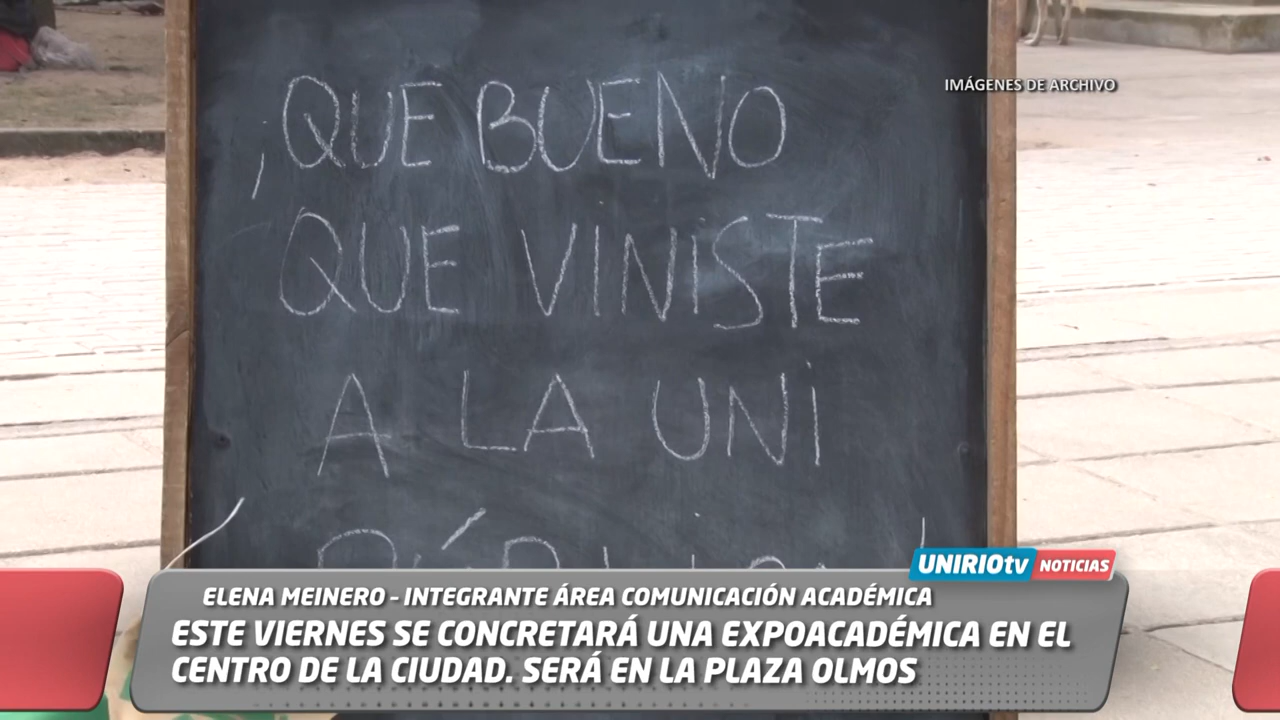 IMÁGENES DE ARCHIVO
¡QUE BUENO
QUE VINISTE
A LA UNI
UNIRIOtv NOTICIAS
ELENA MEINERO - INTEGRANTE ÁREA COMUNICACIÓN ACADÉMICA
ESTE VIERNES SE CONCRETARÁ UNA EXPOACADÉMICA EN EL
CENTRO DE LA CIUDAD. SERÁ EN LA PLAZA OLMOS